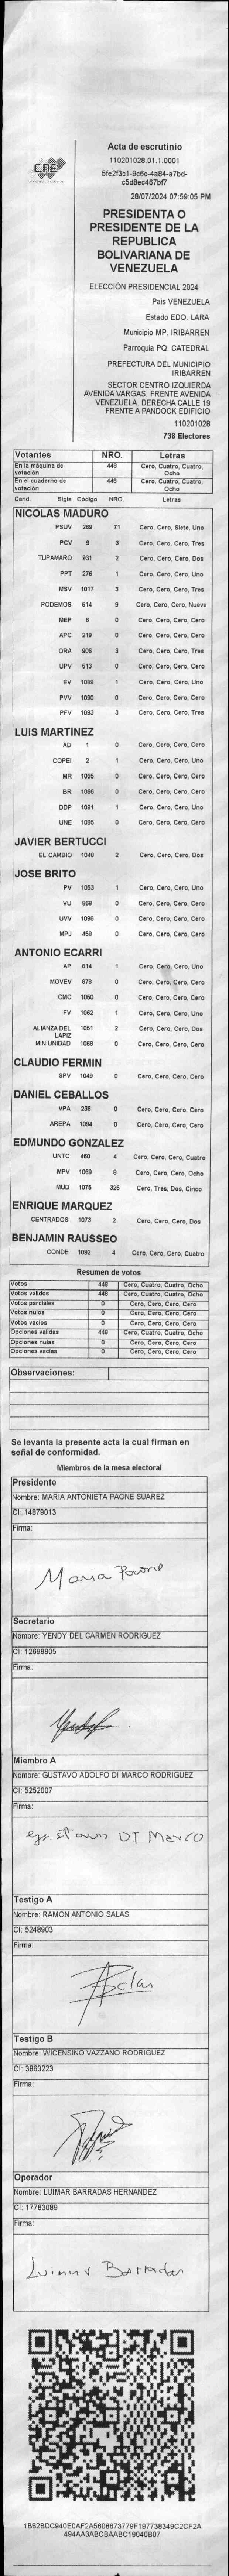 Acta de escrutinio
110201028.01.1.0001
5fe2f3c1-9c6c-4a84-a7bd-
c5d8ec467bf7
CNE
28/07/2024 07:59:05 PM
PRESIDENTA O
PRESIDENTE DE LA
REPUBLICA
BOLIVARIANA DE
VENEZUELA
ELECCIÓN PRESIDENCIAL 2024
Pais VENEZUELA
Estado EDO. LARA
Municipio MP. IRIBARREN
Parroquia PQ. CATEDRAL
PREFECTURA DEL MUNICIPIO
IRIBARREN
SECTOR CENTRO IZQUIERDA
AVENIDA VARGAS. FRENTE AVENIDA
VENEZUELA. DERECHA CALLE 19
FRENTE A PANDOCK EDIFICIO
110201028
738 Electores
Votantes NRO. Letras
En la máquina de votación 448 Cero, Cuatro, Cuatro, Ocho
En el cuaderno de votación 448 Cero, Cuatro, Cuatro, Ocho
Cand. Sigla Código NRO. Letras
NICOLAS MADURO
PSUV 269 71 Cero, Cero, Siete, Uno
PCV 9 3 Cero, Cero, Cero, Tres
TUPAMARO 931 2 Cero, Cero, Cero, Dos
PPT 276 1 Cero, Cero, Cero, Uno
MSV 1017 3 Cero, Cero, Cero, Tres
PODEMOS 514 9 Cero, Cero, Cero, Nueve
MEP 6 0 Cero, Cero, Cero, Cero
APC 219 0 Cero, Cero, Cero, Cero
ORA 906 3 Cero, Cero, Cero, Tres
UPV 513 0 Cero, Cero, Cero, Cero
EV 1089 1 Cero, Cero, Cero, Uno
PVV 1090 0 Cero, Cero, Cero, Cero
PFV 1093 3 Cero, Cero, Cero, Tres
LUIS MARTINEZ
AD 1 0 Cero, Cero, Cero, Cero
COPEI 2 1 Cero, Cero, Cero, Uno
MR 1065 0 Cero, Cero, Cero, Cero
BR 1068 0 Cero, Cero, Cero, Cero
DDP 1091 1 Cero, Cero, Cero, Uno
UNE 1095 0 Cero, Cero, Cero, Cero
JAVIER BERTUCCI
EL CAMBIO 1046 2 Cero, Cero, Cero, Dos
JOSE BRITO
PV 1053 1 Cero, Cero, Cero, Uno
VU 868 0 Cero, Cero, Cero, Cero
UVV 1096 0 Cero, Cero, Cero, Cero
MPJ 458 0 Cero, Cero, Cero, Cero
ANTONIO ECARRI
AP 814 1 Cero, Cero, Cero, Uno
MOVEV 878 0 Cero, Cero, Cero, Cero
CMC 1050 0 Cero, Cero, Cero, Cero
FV 1062 1 Cero, Cero, Cero, Uno
ALIANZA DEL LAPIZ 1051 2 Cero, Cero, Cero, Dos
MIN UNIDAD 1068 0 Cero, Cero, Cero, Cero
CLAUDIO FERMIN
SPV 1049 0 Cero, Cero, Cero, Cero
DANIEL CEBALLOS
VPA 236 0 Cero, Cero, Cero, Cero
AREPA 1094 0 Cero, Cero, Cero, Cero
EDMUNDO GONZALEZ
UNTC 460 4 Cero, Cero, Cero, Cuatro
MPV 1069 8 Cero, Cero, Cero, Ocho
MUD 1075 325 Cero, Tres, Dos, Cinco
ENRIQUE MARQUEZ
CENTRADOS 1073 2 Cero, Cero, Cero, Dos
BENJAMIN RAUSSEO
CONDE 1092 4 Cero, Cero, Cero, Cuatro
Resumen de votos
Votos 448 Cero, Cuatro, Cuatro, Ocho
Votos validos 448 Cero, Cuatro, Cuatro, Ocho
Votos parciales 0 Cero, Cero, Cero, Cero
Votos nulos 0 Cero, Cero, Cero, Cero
Votos vacios 0 Cero, Cero, Cero, Cero
Opciones validas 448 Cero, Cuatro, Cuatro, Ocho
Opciones nulas 0 Cero, Cero, Cero, Cero
Opciones vacias 0 Cero, Cero, Cero, Cero
Observaciones:
Se levanta la presente acta la cual firman en
señal de conformidad.
Miembros de la mesa electoral
Presidente
Nombre: MARIA ANTONIETA PAONE SUAREZ
CI: 14879013
Firma:
Maria Paone
Secretario
Nombre: YENDY DEL CARMEN RODRIGUEZ
CI: 12698805
Firma:
Miembro A
Nombre: GUSTAVO ADOLFO DI MARCO RODRIGUEZ
CI: 5252007
Firma:
DI Marco
Testigo A
Nombre: RAMÓN ANTONIO SALAS
CI: 5248903
Firma:
Testigo B
Nombre: WICENSINO VAZZANO RODRIGUEZ
CI: 3863223
Firma:
Operador
Nombre: LUIMAR BARRADAS HERNANDEZ
CI: 17783089
Firma:
Luimar Barradas
1B82BDC940E0AF2A5608673779F197738349C2CF2A
494AA3ABCBAABC19040B07